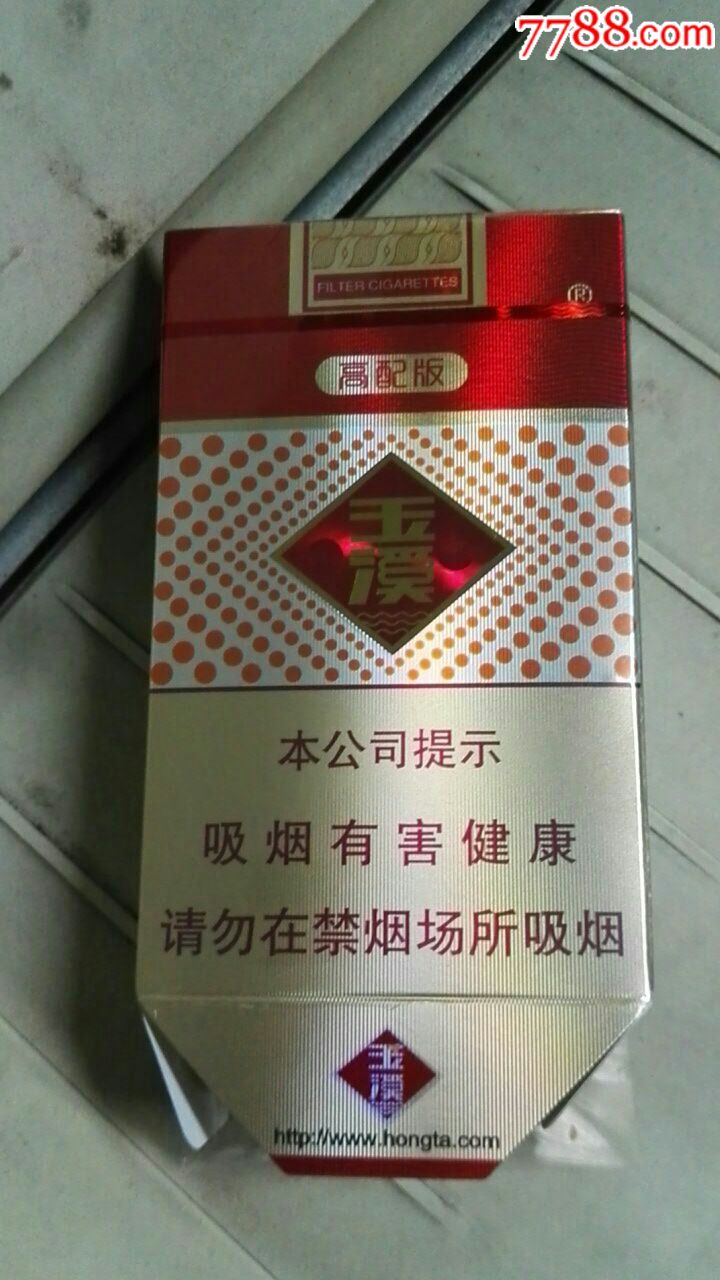 7788.com
FILTER CIGARETTES
®
高配版
玉
溪
本公司提示
吸烟有害健康
请勿在禁烟场所吸烟
玉
溪
http://www.hongta.com